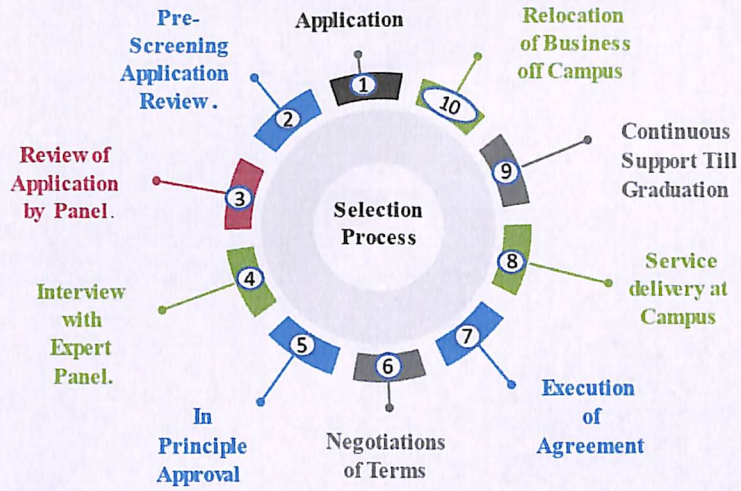 Application
1
Pre-
Screening
Application
Review .
2
Review of
Application
by Panel.
3
Interview
with
Expert
Panel.
4
In
Principle
Approval
5
Negotiations
of Terms
6
Execution
of
Agreement
7
Service
delivery at
Campus
8
Continuous
Support Till
Graduation
9
Relocation
of Business
off Campus
10
Selection
Process